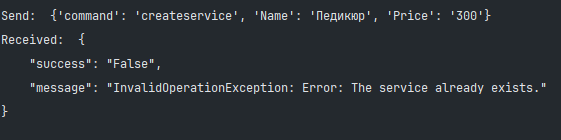 Send:  {'command': 'createservice', 'Name': 'Педикюр', 'Price': '300'}
Received:  {
    "success": "False",
    "message": "InvalidOperationException: Error: The service already exists."
}